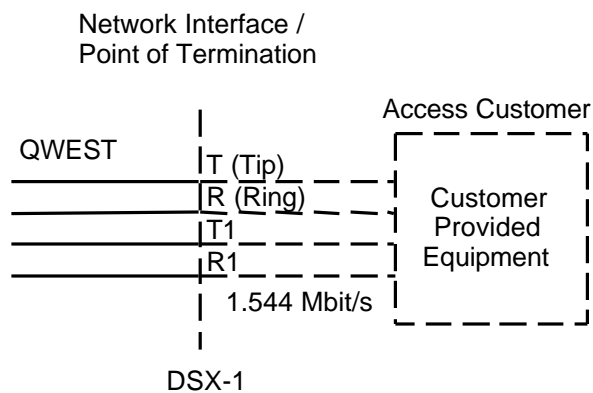 Network Interface /
Point of Termination
Access Customer
QWEST
T (Tip)
R (Ring)
T1
R1
1.544 Mbit/s
Customer
Provided
Equipment
DSX-1